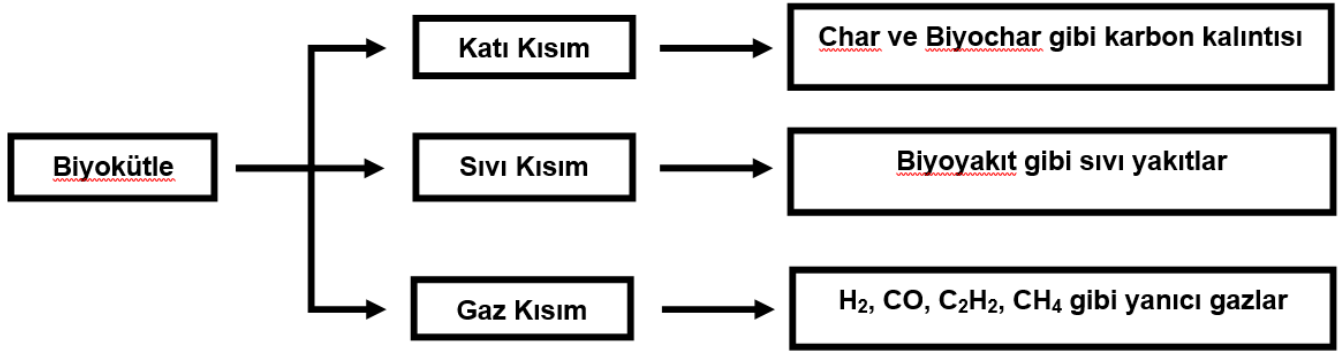 Biyokütle
Katı Kısım
Char ve Biyochar gibi karbon kalıntısı
Sıvı Kısım
Biyoyakıt gibi sıvı yakıtlar
Gaz Kısım
H₂, CO, C₂H₂, CH₄ gibi yanıcı gazlar